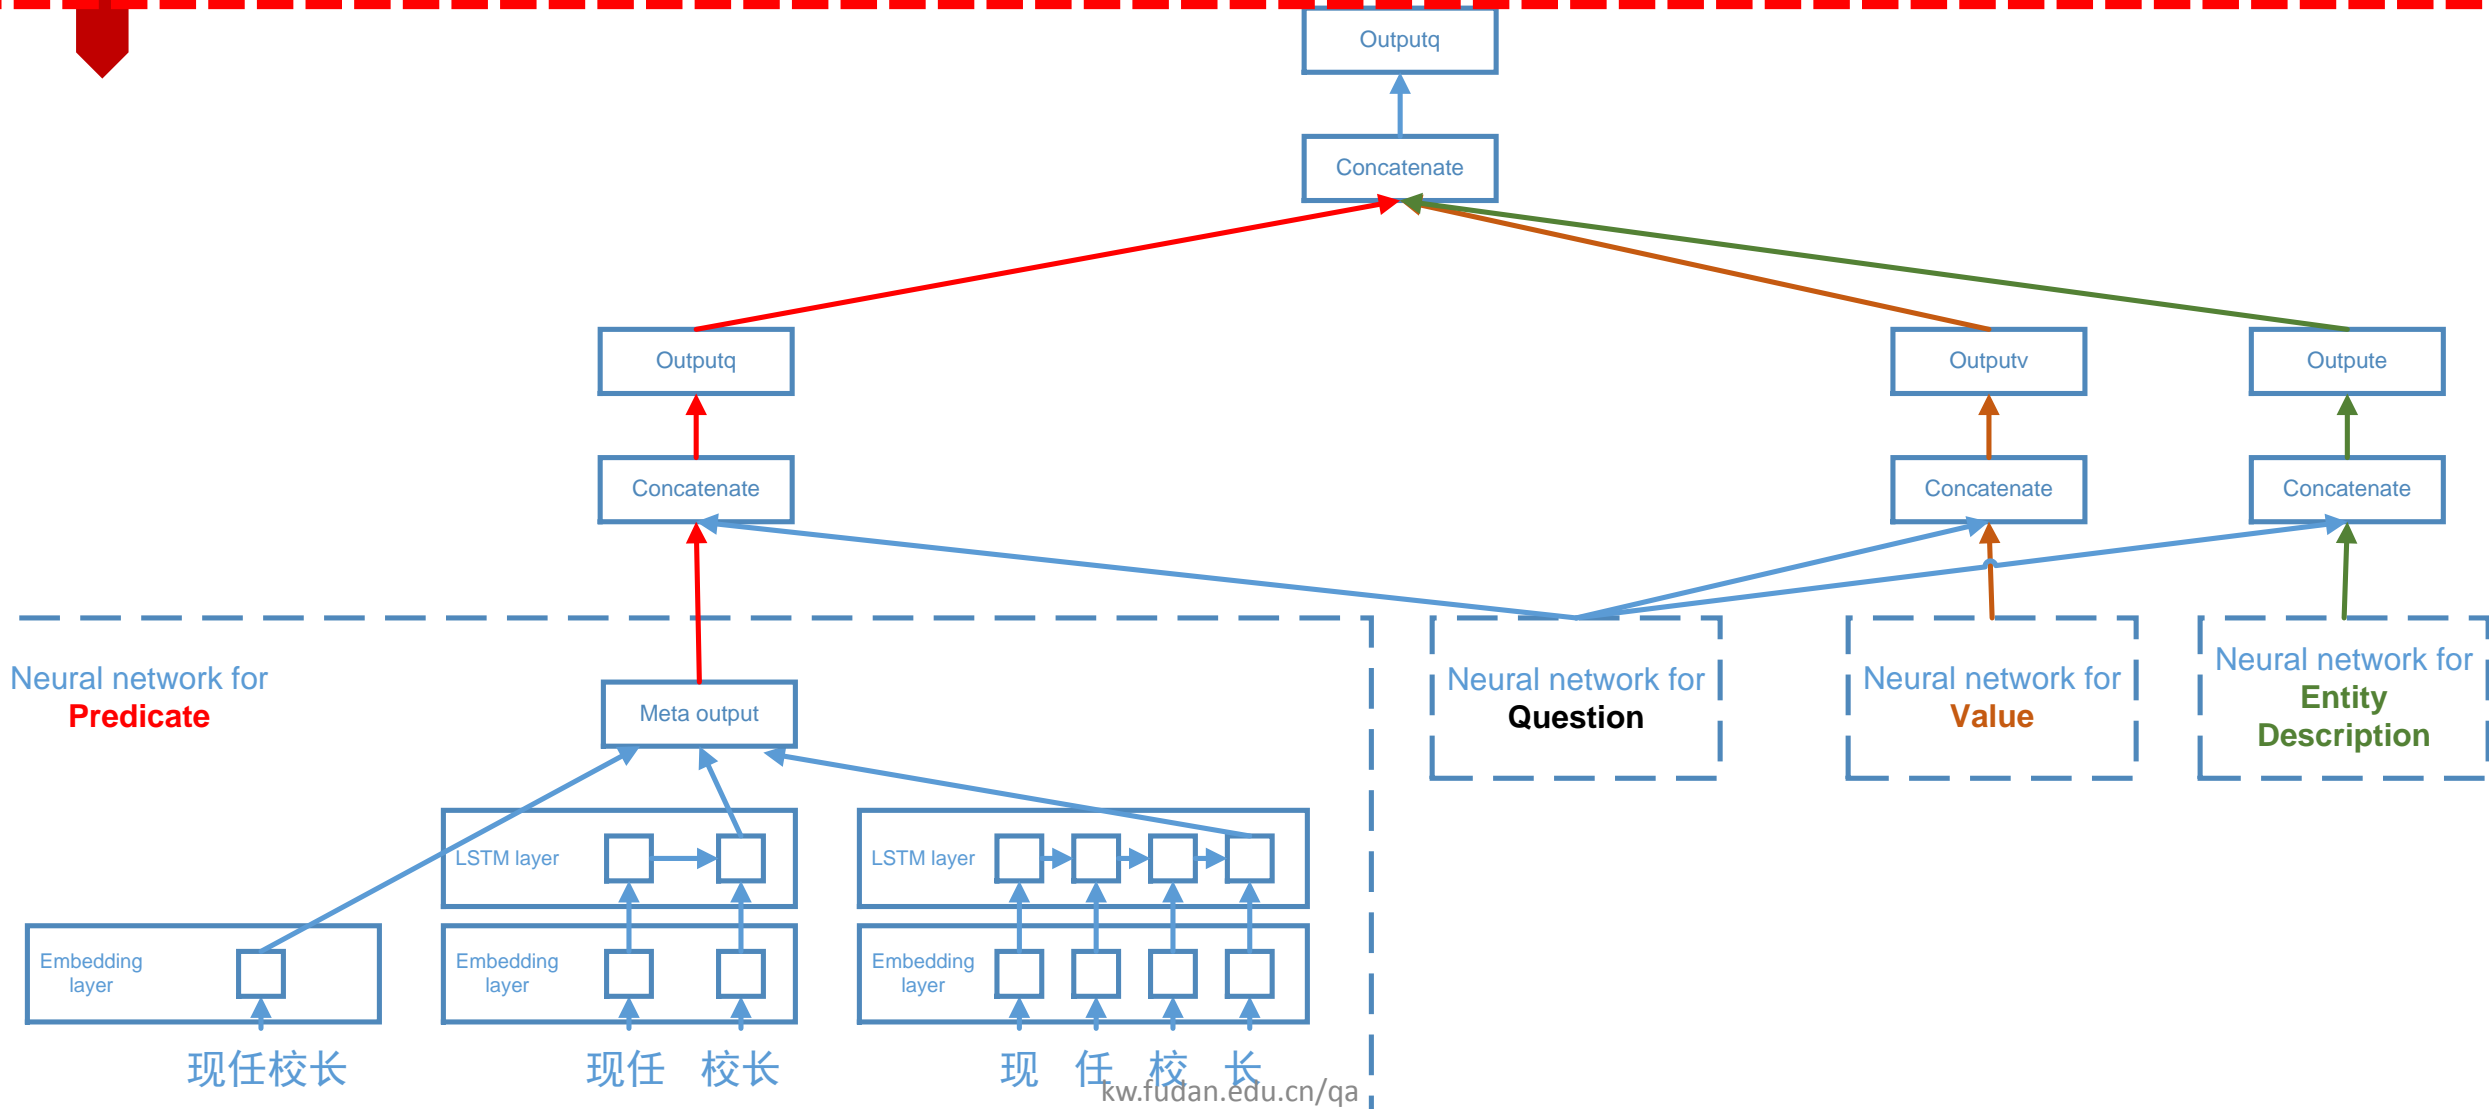 Outputq
Concatenate
Outputq
Outputv
Outpute
Concatenate
Concatenate
Concatenate
Neural network for
Predicate
Meta output
Neural network for
Question
Neural network for
Value
Neural network for
Entity
Description
LSTM layer
LSTM layer
Embedding
layer
Embedding
layer
Embedding
layer
现任校长
现任 校长
现 任 校 长
kw.fudan.edu.cn/qa